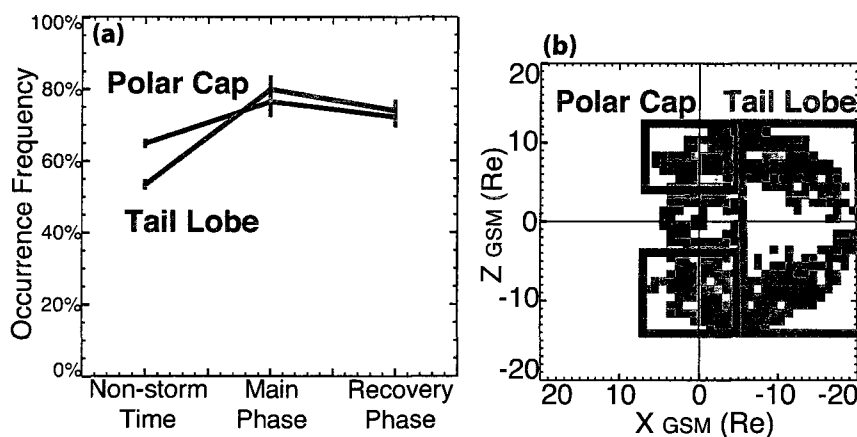 (a)
100%
80%
60%
40%
20%
0%
Occurrence Frequency
Polar Cap
Tail Lobe
Non-storm Time
Main Phase
Recovery Phase
(b)
20
10
0
-10
-20
Z GSM (Re)
Polar Cap
Tail Lobe
20
10
0
-10
-20
X GSM (Re)